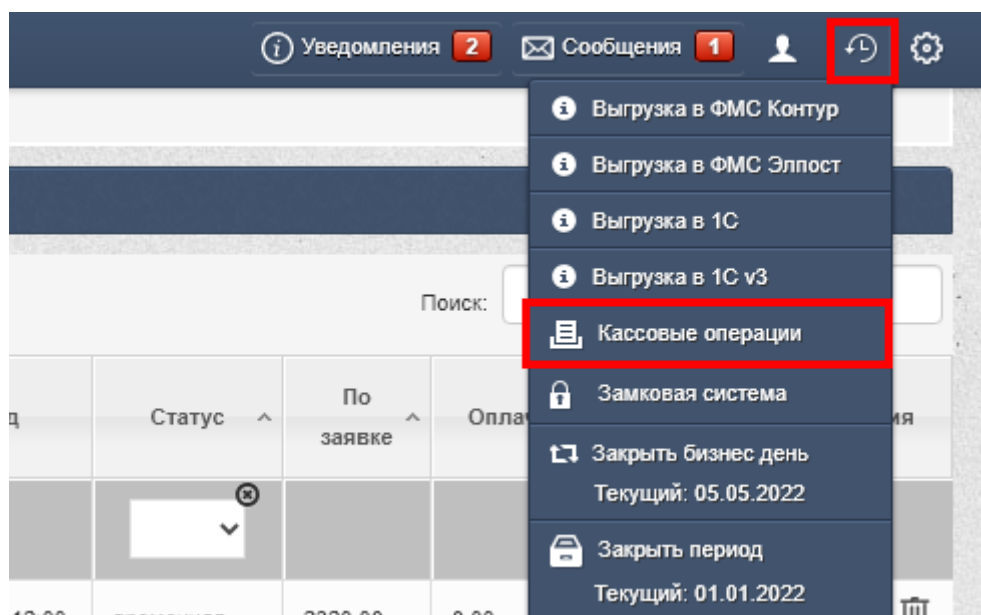 Уведомления 2 Сообщения 1
Выгрузка в ФМС Контур
Выгрузка в ФМС Элпост
Выгрузка в 1С
Выгрузка в 1С v3
Поиск:
Кассовые операции
Замковая система
Статус
По
заявке
Закрыть бизнес день
Текущий: 05.05.2022
Закрыть период
Текущий: 01.01.2022